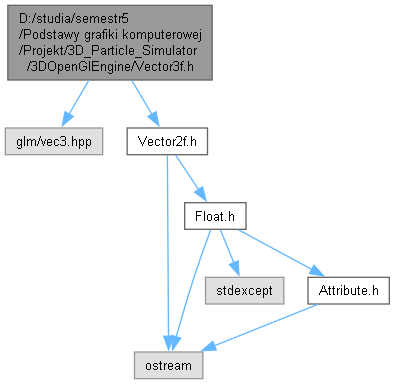 D:/studia/semestr5
/Podstawy grafiki komputerowej
/Projekt/3D_Particle_Simulator
/3DOpenGlEngine/Vector3f.h
glm/vec3.hpp
Vector2f.h
Float.h
stdexcept
Attribute.h
ostream